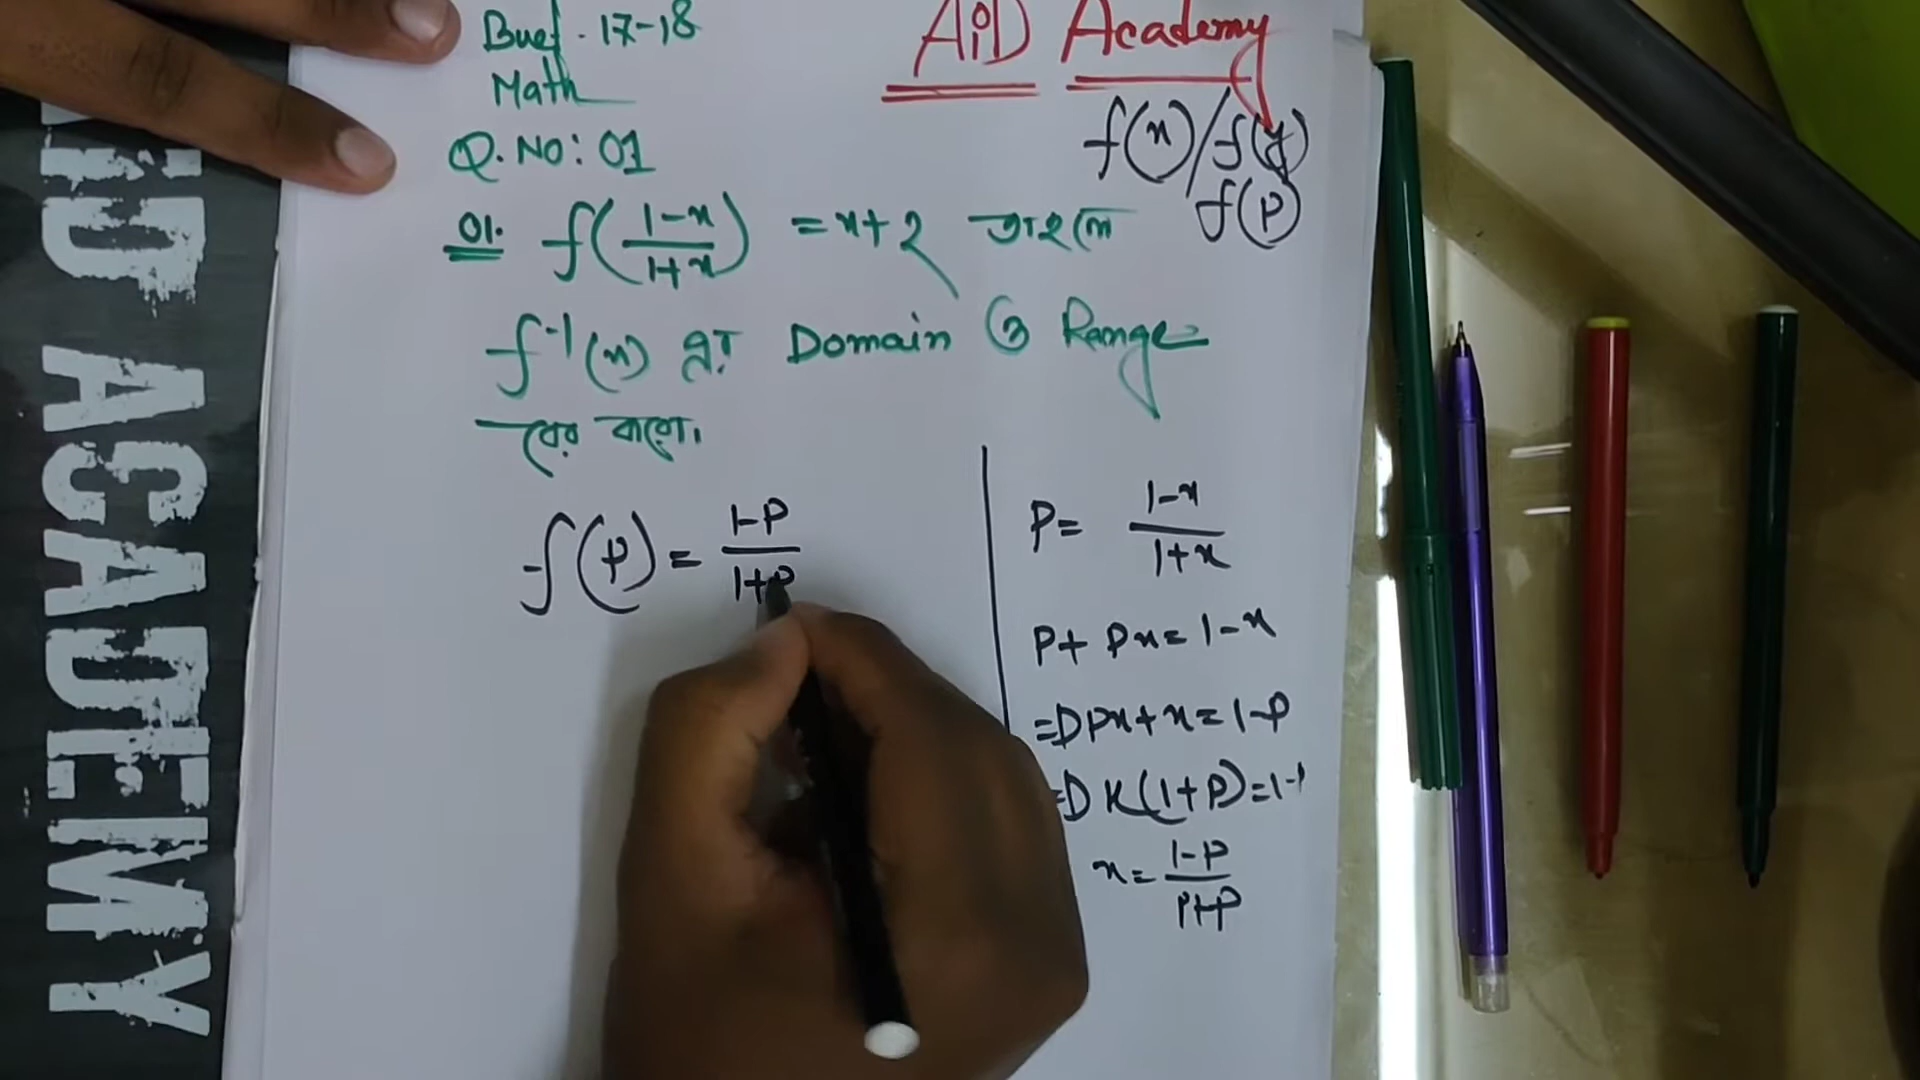 Buet. 17-18
Math
Q. NO: 01
AiD Academy
f(x)/f(y)
f(p)
01. f(1-x/1+x) = x+2 তাহলে
f⁻¹(x) এর Domain ও Range
বের করো।
f(p) = 1-P/1+P
P= 1-x/1+x
P+ Px=1-x
=D Px+x=1-P
=D x(1+P)=1-
x= 1-P/1+P
ACADEMY